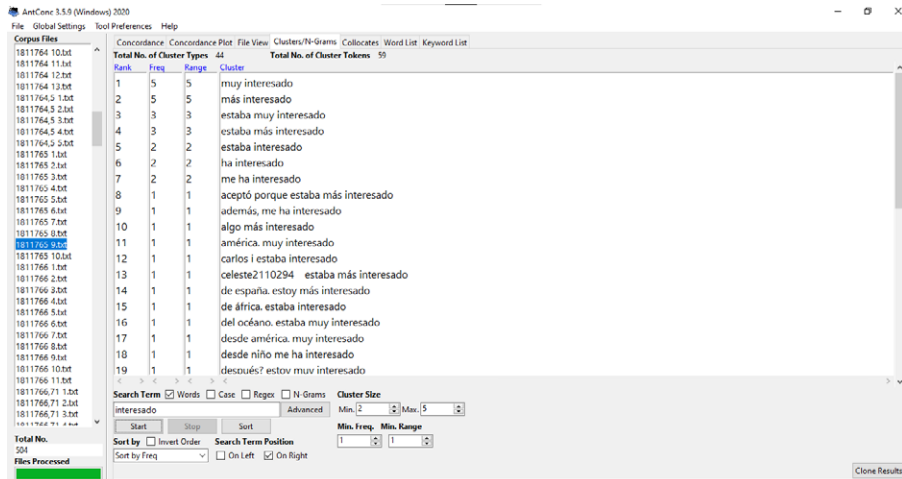 AntConc 3.5.9 (Windows) 2020
File Global Settings Tool Preferences Help
Corpus Files
1811764 10.txt
1811764 11.txt
1811764 12.txt
1811764 13.txt
1811764,5 1.txt
1811764,5 2.txt
1811764,5 3.txt
1811764,5 4.txt
1811764,5 5.txt
1811765 1.txt
1811765 2.txt
1811765 3.txt
1811765 4.txt
1811765 5.txt
1811765 6.txt
1811765 7.txt
1811765 8.txt
1811765 9.txt
1811765 10.txt
1811766 1.txt
1811766 2.txt
1811766 3.txt
1811766 4.txt
1811766 5.txt
1811766 6.txt
1811766 7.txt
1811766 8.txt
1811766 9.txt
1811766 10.txt
1811766 11.txt
1811766,71 1.txt
1811766,71 2.txt
1811766,71 3.txt
1811766,71 4.txt
Total No.
504
Files Processed
Concordance Concordance Plot File View Clusters/N-Grams Collocates Word List Keyword List
Total No. of Cluster Types 44 Total No. of Cluster Tokens 59
Rank Freq Range Cluster
1 5 5 muy interesado
2 5 5 más interesado
3 3 3 estaba muy interesado
4 3 3 estaba más interesado
5 2 2 estaba interesado
6 2 2 ha interesado
7 2 2 me ha interesado
8 1 1 aceptó porque estaba más interesado
9 1 1 además, me ha interesado
10 1 1 algo más interesado
11 1 1 américa. muy interesado
12 1 1 carlos i estaba interesado
13 1 1 celeste2110294 estaba más interesado
14 1 1 de españa. estoy más interesado
15 1 1 de áfrica. estaba interesado
16 1 1 del océano. estaba muy interesado
17 1 1 desde américa. muy interesado
18 1 1 desde niño me ha interesado
19 1 1 después? estoy muy interesado
Search Term Words Case Regex N-Grams Cluster Size
interesado Advanced Min. 2 Max. 5
Start Stop Sort Min. Freq. Min. Range
Sort by Invert Order Search Term Position 1 1
Sort by Freq On Left On Right
Clone Results